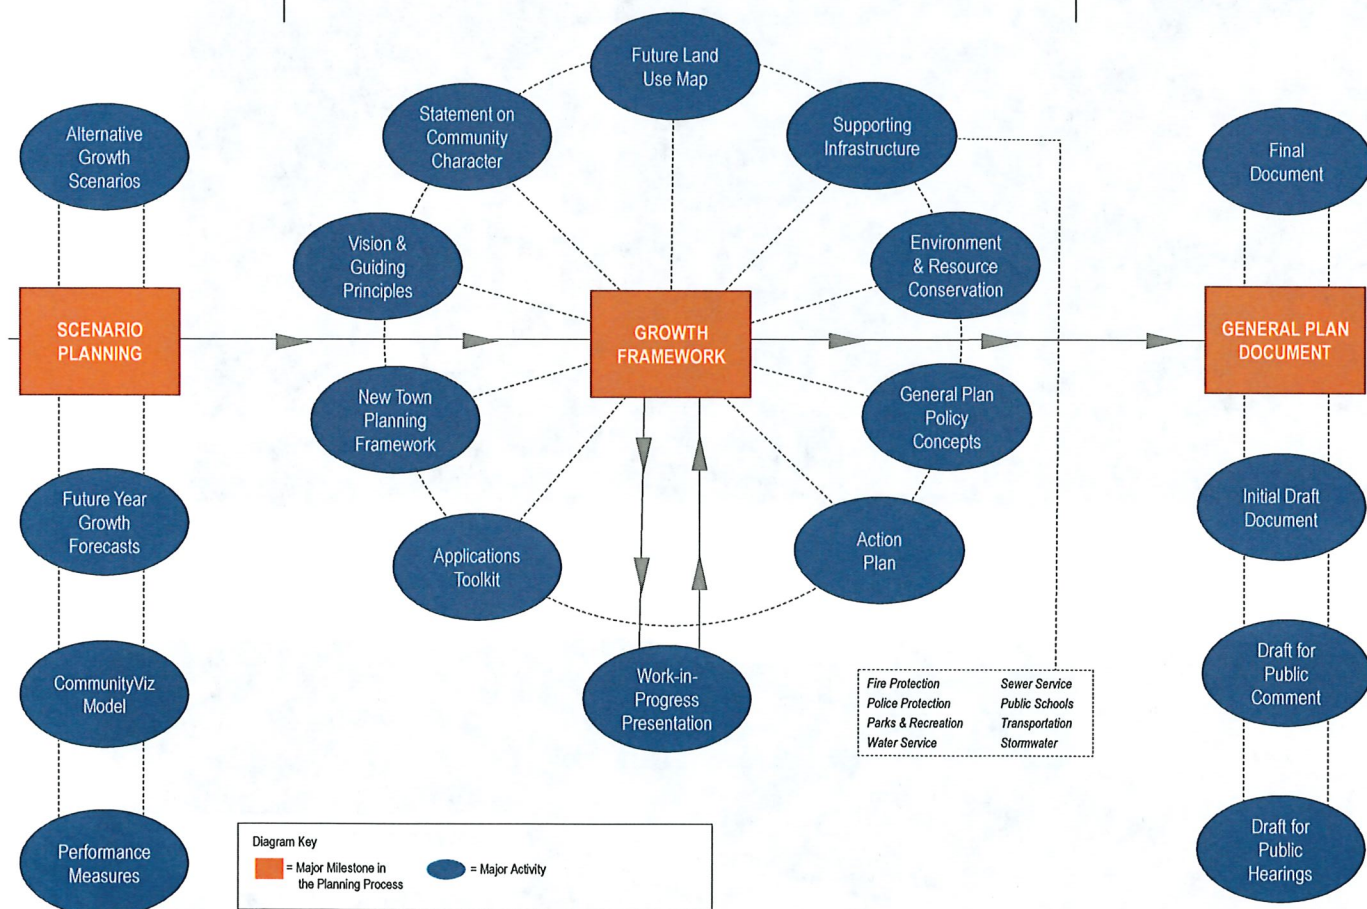 Alternative
Growth
Scenarios
SCENARIO
PLANNING
Future Year
Growth
Forecasts
CommunityViz
Model
Performance
Measures
Future Land
Use Map
Statement on
Community
Character
Supporting
Infrastructure
Vision &
Guiding
Principles
Environment
& Resource
Conservation
GROWTH
FRAMEWORK
New Town
Planning
Framework
General Plan
Policy
Concepts
Applications
Toolkit
Action
Plan
Work-in-
Progress
Presentation
Fire Protection
Police Protection
Parks & Recreation
Water Service
Sewer Service
Public Schools
Transportation
Stormwater
Final
Document
GENERAL PLAN
DOCUMENT
Initial Draft
Document
Draft for
Public
Comment
Draft for
Public
Hearings
Diagram Key
= Major Milestone in
the Planning Process
= Major Activity